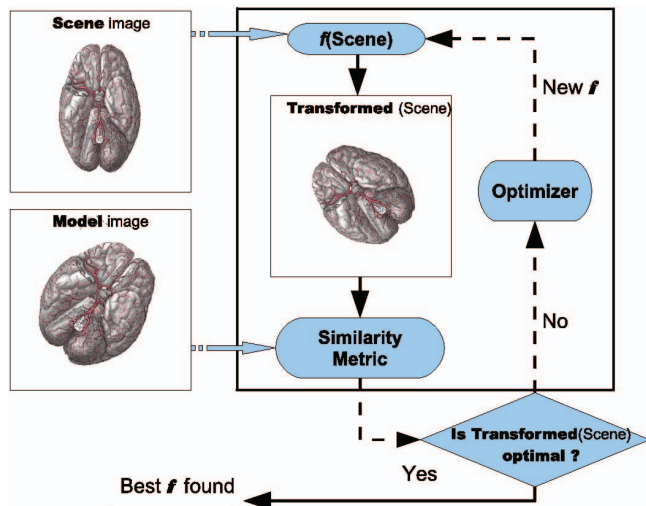 Scene image
f(Scene)
New f
Transformed (Scene)
Optimizer
Model image
No
Similarity
Metric
Is Transformed(Scene)
optimal ?
Yes
Best f found